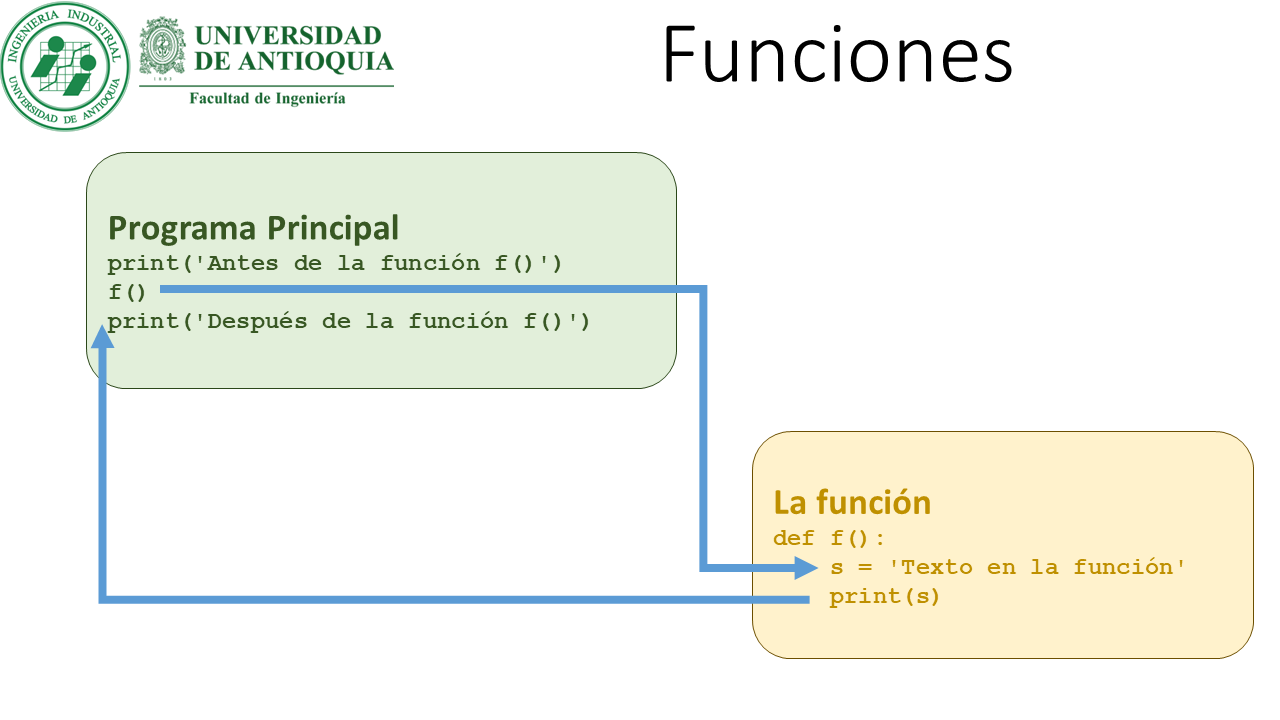 INGENIERIA INDUSTRIAL
UNIVERSIDAD DE ANTIOQUIA
UNIVERSIDAD
DE ANTIOQUIA
1803
Facultad de Ingeniería
Funciones
Programa Principal
print('Antes de la función f()')
f()
print('Después de la función f()')
La función
def f():
    s = 'Texto en la función'
    print(s)